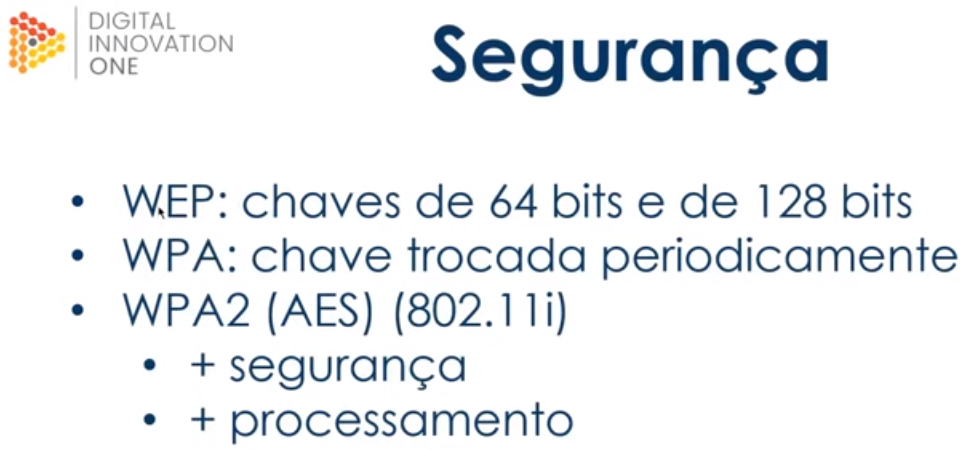 DIGITAL
INNOVATION
ONE
Segurança
• WEP: chaves de 64 bits e de 128 bits
• WPA: chave trocada periodicamente
• WPA2 (AES) (802.11i)
• + segurança
• + processamento